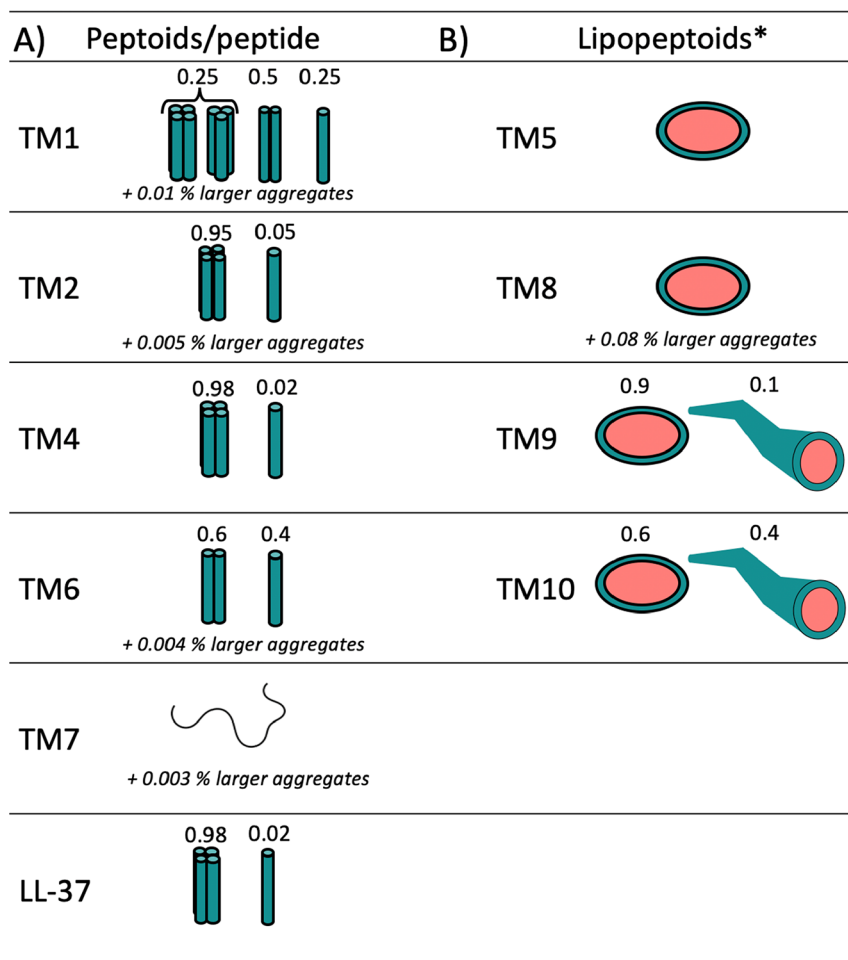 A) Peptoids/peptide B) Lipopeptoids*
0.25 0.5 0.25
TM1 TM5
+ 0.01 % larger aggregates
0.95 0.05
TM2 TM8
+ 0.005 % larger aggregates + 0.08 % larger aggregates
0.98 0.02 0.9 0.1
TM4 TM9
0.6 0.4 0.6 0.4
TM6 TM10
+ 0.004 % larger aggregates
TM7
+ 0.003 % larger aggregates
0.98 0.02
LL-37